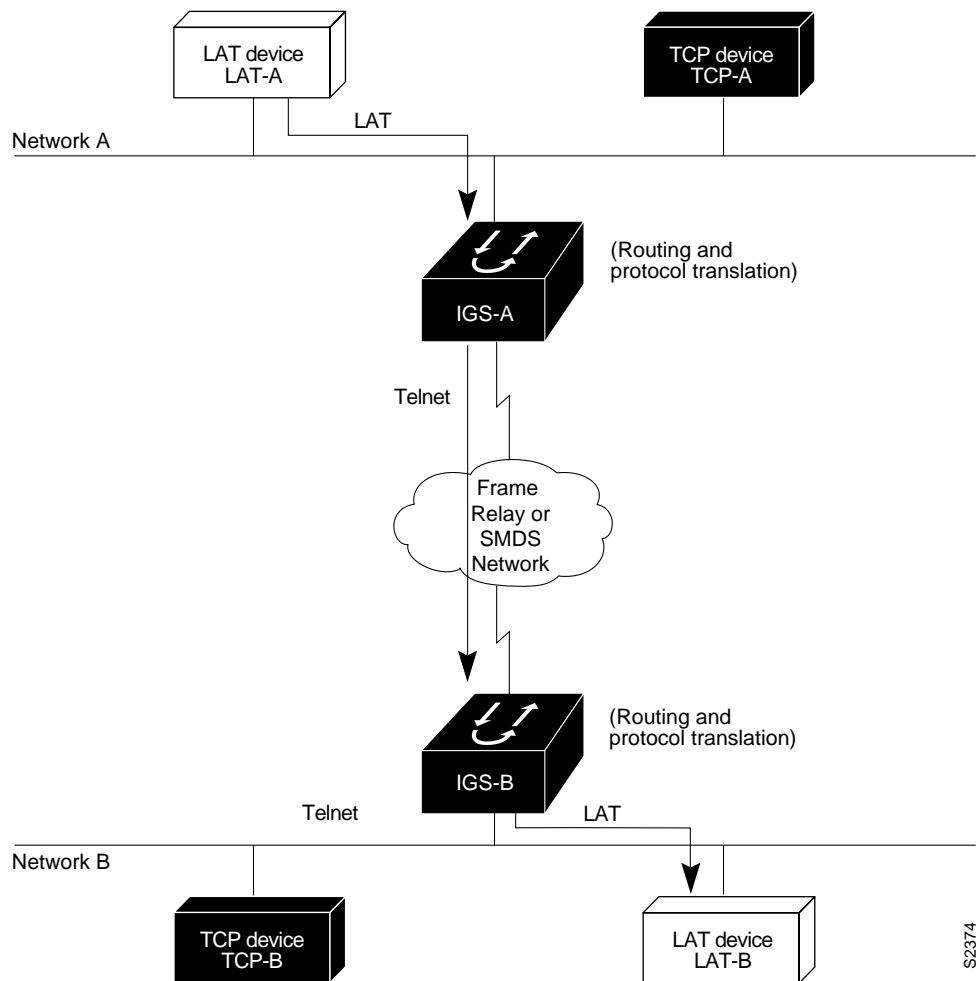 LAT device
LAT-A
TCP device
TCP-A
LAT
Network A
(Routing and
protocol translation)
IGS-A
Telnet
Frame
Relay or
SMDS
Network
(Routing and
protocol translation)
IGS-B
Telnet
LAT
Network B
TCP device
TCP-B
LAT device
LAT-B
S2374